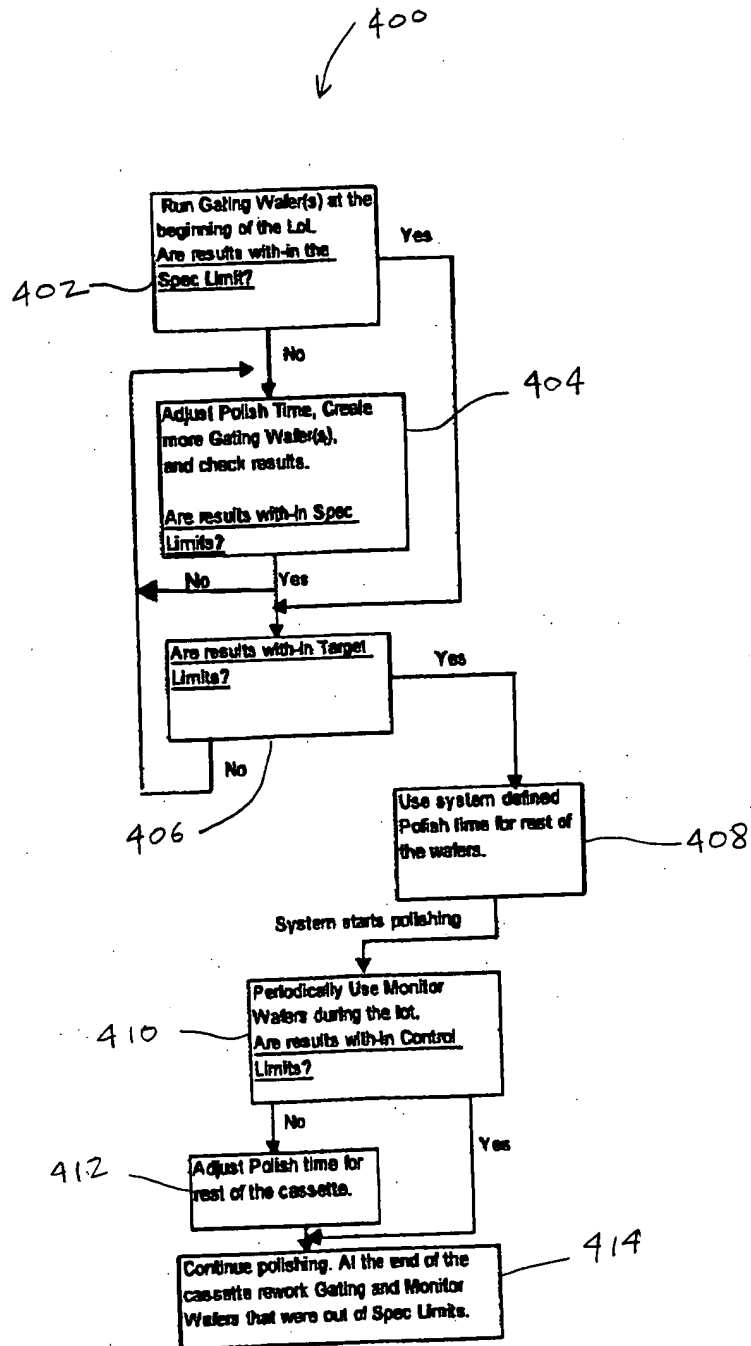 400
Run Gating Wafer(s) at the
beginning of the Lot.
Are results with-in the
Spec Limit?
Yes
402
No
404
Adjust Polish Time, Create
more Gating Wafer(s),
and check results.
Are results with-in Spec
Limits?
No
Yes
Are results with-in Target
Limits?
Yes
No
406
Use system defined
Polish time for rest of
the wafers.
408
System starts polishing
Periodically Use Monitor
Wafers during the lot.
Are results with-in Control
Limits?
410
No
Yes
412
Adjust Polish time for
rest of the cassette.
414
Continue polishing. At the end of the
cassette rework Gating and Monitor
Wafers that were out of Spec Limits.